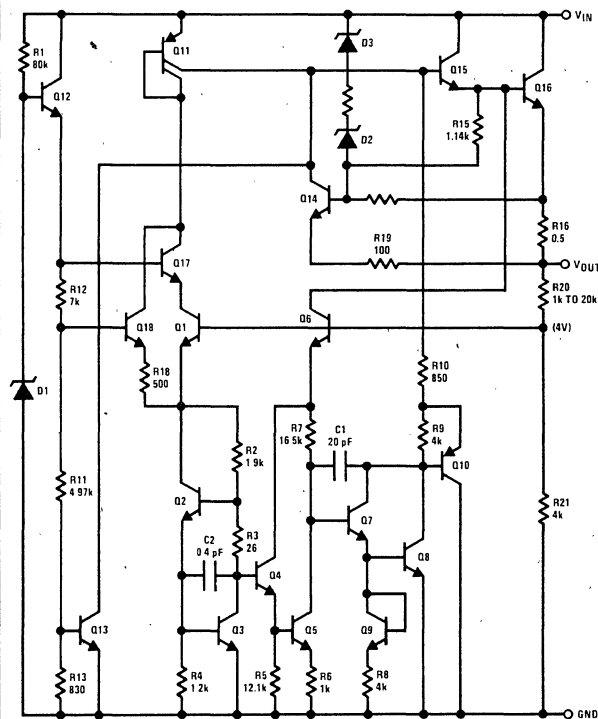 VIN
R1
80k
Q12
Q11
D3
Q15
Q16
R15
1.14k
D2
Q14
R16
0.5
R19
100
VOUT
R20
1k TO 20k
(4V)
R12
7k
Q17
Q18
Q1
Q6
R18
500
R10
850
D1
R7
16 5k
C1
20 pF
R9
4k
Q10
R2
1 9k
R11
4 97k
Q2
R3
26
R21
4k
C2
0 4 pF
Q7
Q4
Q8
Q13
Q3
Q5
Q9
R13
830
R4
1 2k
R5
12.1k
R6
1k
R8
4k
GND